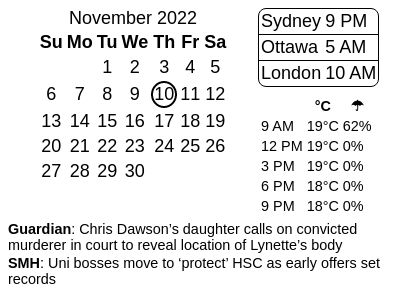 November 2022
Su Mo Tu We Th Fr Sa
1 2 3 4 5
6 7 8 9 10 11 12
13 14 15 16 17 18 19
20 21 22 23 24 25 26
27 28 29 30
Sydney 9 PM
Ottawa 5 AM
London 10 AM
°C ☂
9 AM 19°C 62%
12 PM 19°C 0%
3 PM 19°C 0%
6 PM 18°C 0%
9 PM 18°C 0%
Guardian: Chris Dawson’s daughter calls on convicted
murderer in court to reveal location of Lynette’s body
SMH: Uni bosses move to ‘protect’ HSC as early offers set
records